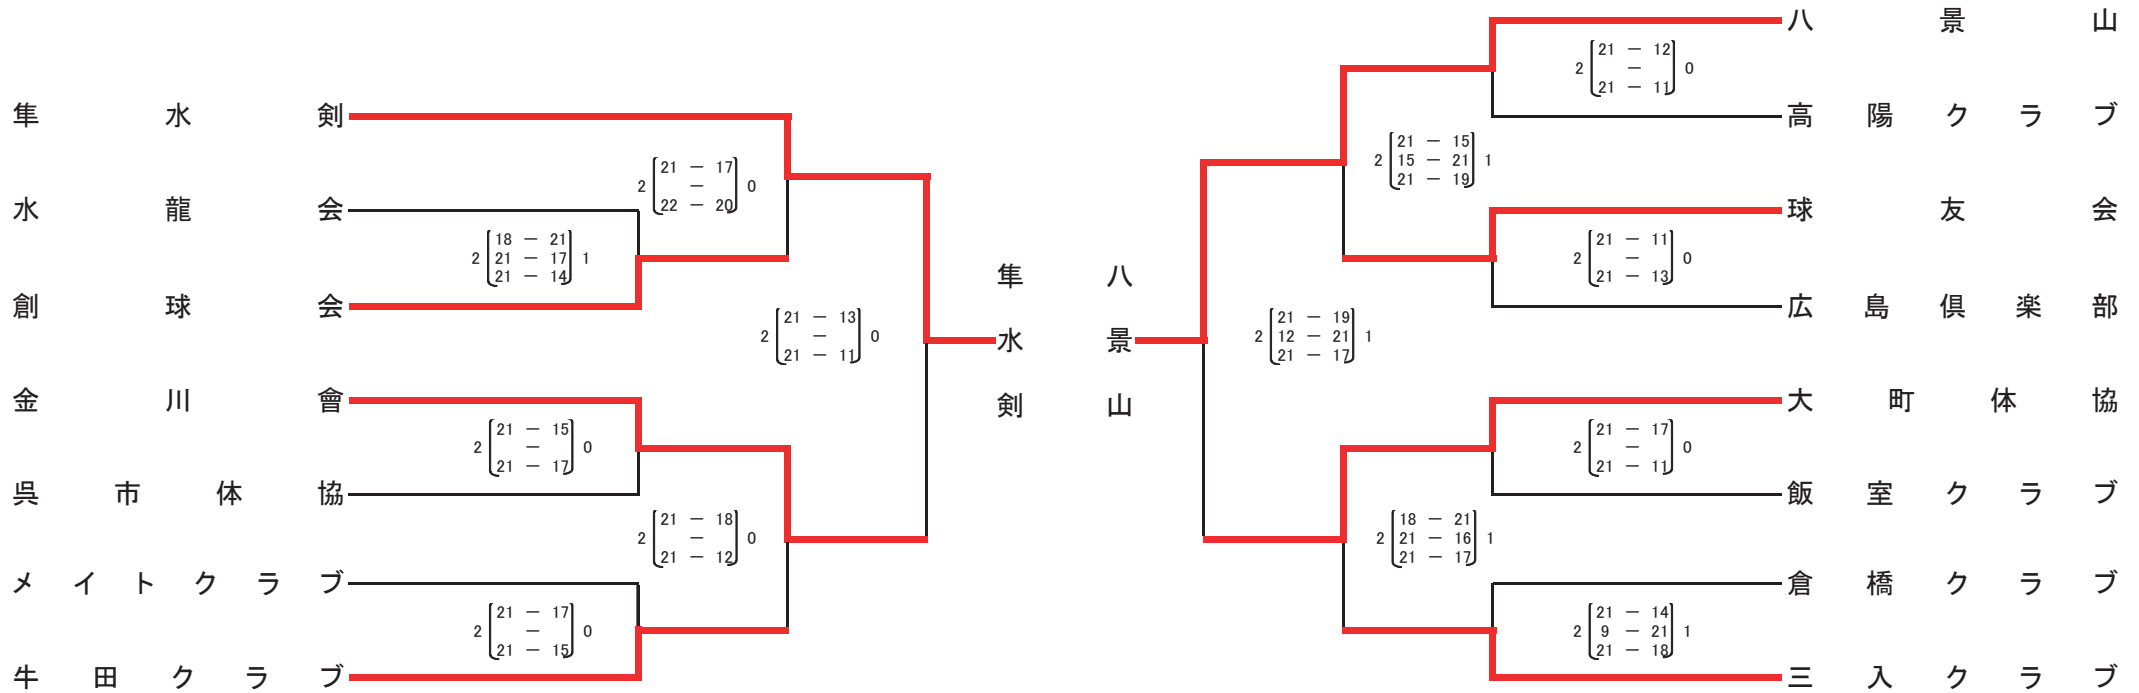 隼水剣
水龍会
創球会
金川會
呉市体協
メイトクラブ
牛田クラブ
21 － 17
2 － 0
22 － 20
18 － 21
2 21 － 17 1
21 － 14
21 － 13
2 － 0
21 － 11
21 － 15
2 － 0
21 － 17
21 － 18
2 － 0
21 － 12
21 － 17
2 － 0
21 － 15
隼水剣
八景山
21 － 12
2 － 0
21 － 11
21 － 15
2 15 － 21 1
21 － 19
21 － 11
2 － 0
21 － 13
21 － 19
2 12 － 21 1
21 － 17
21 － 17
2 － 0
21 － 11
18 － 21
2 21 － 16 1
21 － 17
21 － 14
2 9 － 21 1
21 － 18
八景山
高陽クラブ
球友会
広島倶楽部
大町体協
飯室クラブ
倉橋クラブ
三入クラブ